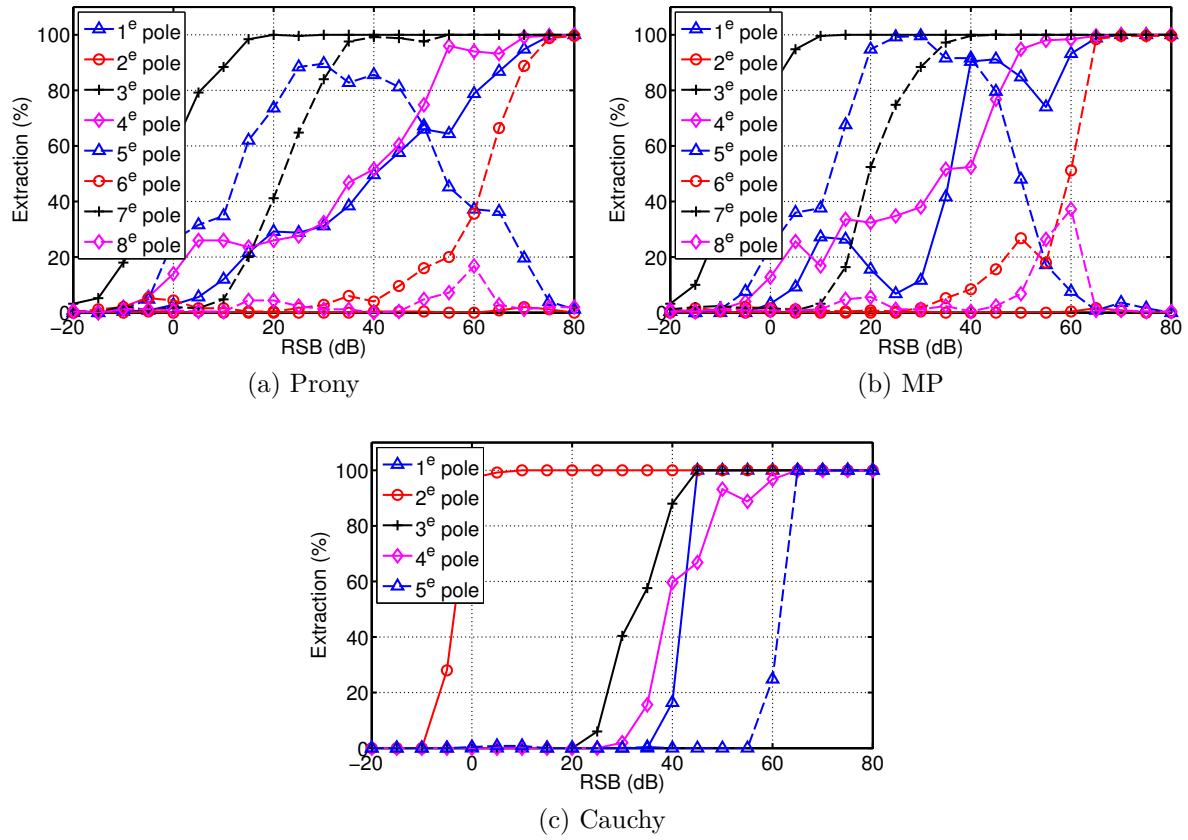 100
80
60
40
20
0
−20
0
20
40
60
80
RSB (dB)
Extraction (%)
1e pole
2e pole
3e pole
4e pole
5e pole
6e pole
7e pole
8e pole
(a) Prony
100
80
60
40
20
0
−20
0
20
40
60
80
RSB (dB)
Extraction (%)
1e pole
2e pole
3e pole
4e pole
5e pole
6e pole
7e pole
8e pole
(b) MP
100
80
60
40
20
0
−20
0
20
40
60
80
RSB (dB)
Extraction (%)
1e pole
2e pole
3e pole
4e pole
5e pole
(c) Cauchy